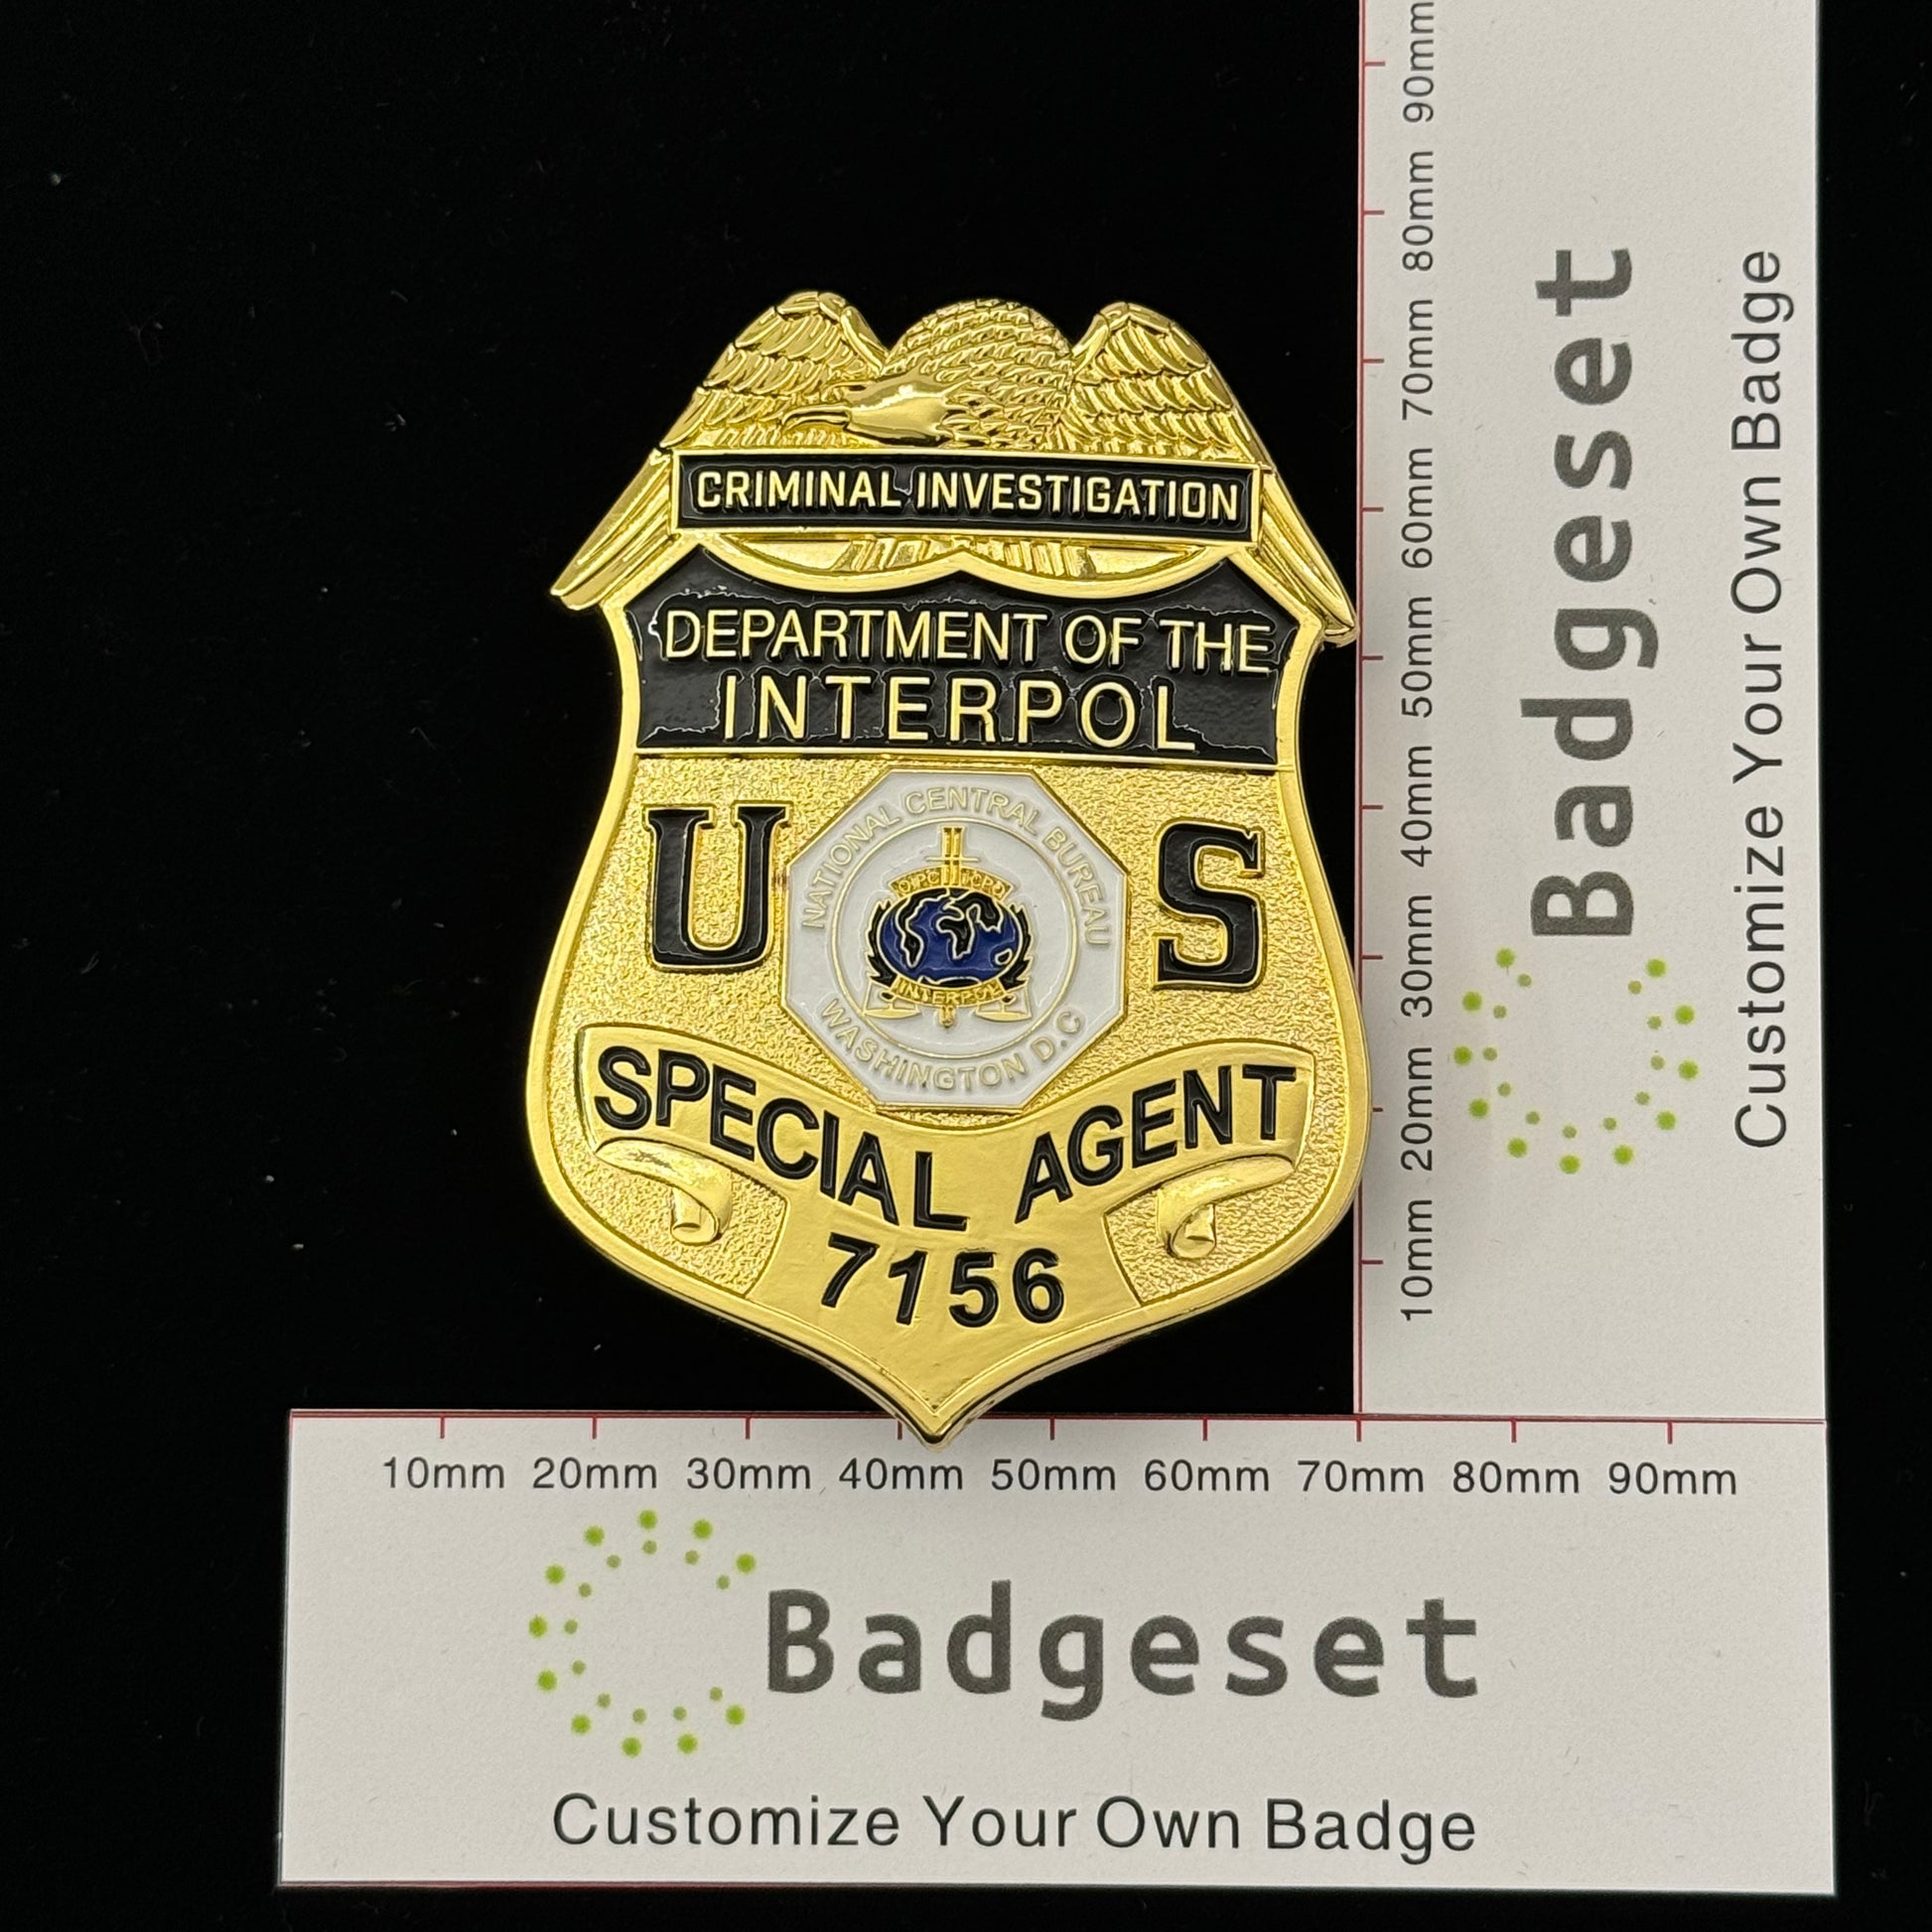 CRIMINAL INVESTIGATION
DEPARTMENT OF THE
INTERPOL
U S
NATIONAL CENTRAL BUREAU
OIPC ICPO
INTERPOL
WASHINGTON D.C
SPECIAL AGENT
7156
90mm
80mm
70mm
60mm
50mm
40mm
30mm
20mm
10mm
Badgeset
Customize Your Own Badge
10mm 20mm 30mm 40mm 50mm 60mm 70mm 80mm 90mm
Badgeset
Customize Your Own Badge